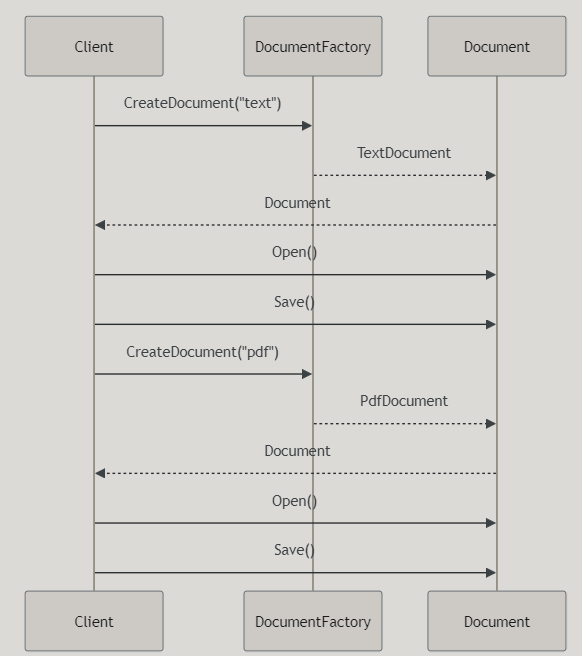 Client
DocumentFactory
Document
CreateDocument("text")
TextDocument
Document
Open()
Save()
CreateDocument("pdf")
PdfDocument
Document
Open()
Save()
Client
DocumentFactory
Document